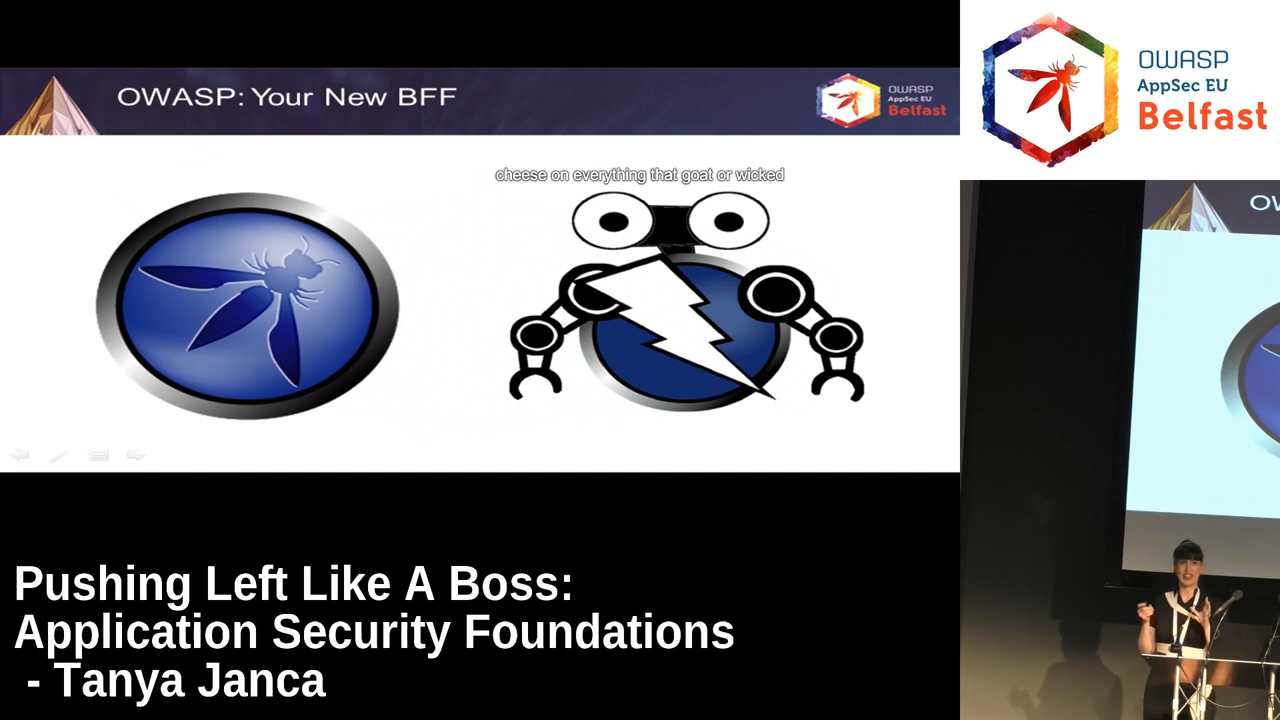 OWASP: Your New BFF
OWASP
AppSec EU
Belfast
OWASP
AppSec EU
Belfast
cheese on everything that goat or wicked
Pushing Left Like A Boss:
Application Security Foundations
- Tanya Janca